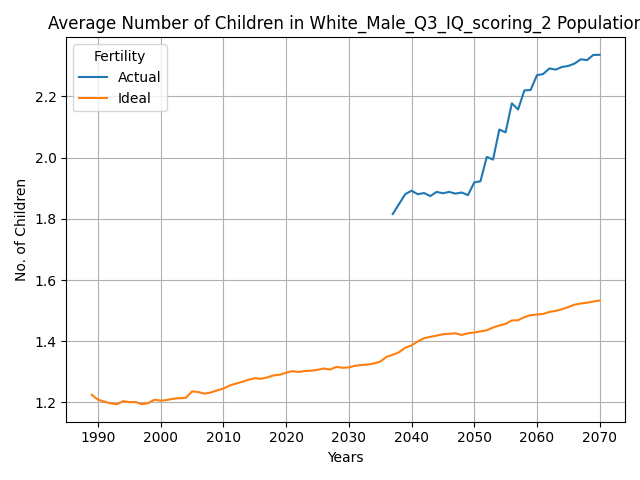 Average Number of Children in White_Male_Q3_IQ_scoring_2 Population
Fertility
Actual
Ideal
No. of Children
2.2
2.0
1.8
1.6
1.4
1.2
1990 2000 2010 2020 2030 2040 2050 2060 2070
Years